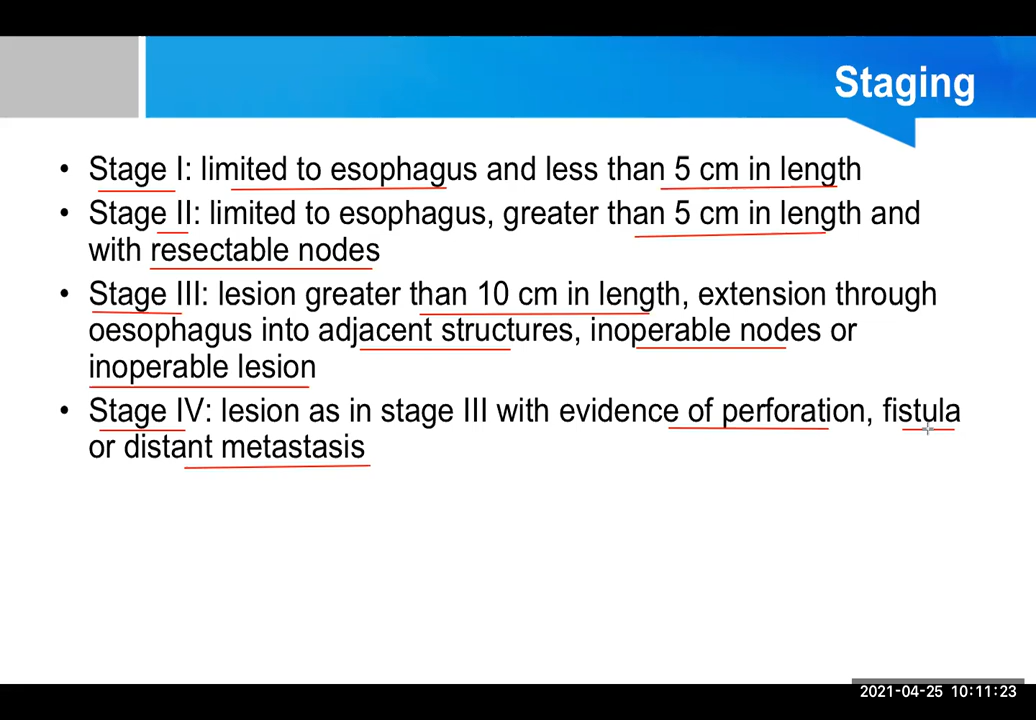 Staging
• Stage I: limited to esophagus and less than 5 cm in length
• Stage II: limited to esophagus, greater than 5 cm in length and
with resectable nodes
• Stage III: lesion greater than 10 cm in length, extension through
oesophagus into adjacent structures, inoperable nodes or
inoperable lesion
• Stage IV: lesion as in stage III with evidence of perforation, fistula
or distant metastasis
2021-04-25 10:11:23